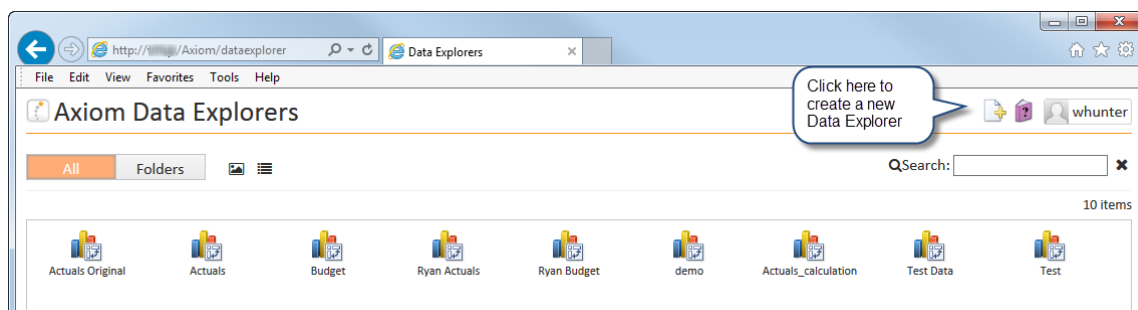 http:// /Axiom/dataexplorer
Data Explorers
File Edit View Favorites Tools Help
Axiom Data Explorers
Click here to
create a new
Data Explorer
whunter
All Folders
Search:
10 items
Actuals Original Actuals Budget Ryan Actuals Ryan Budget demo Actuals_calculation Test Data Test